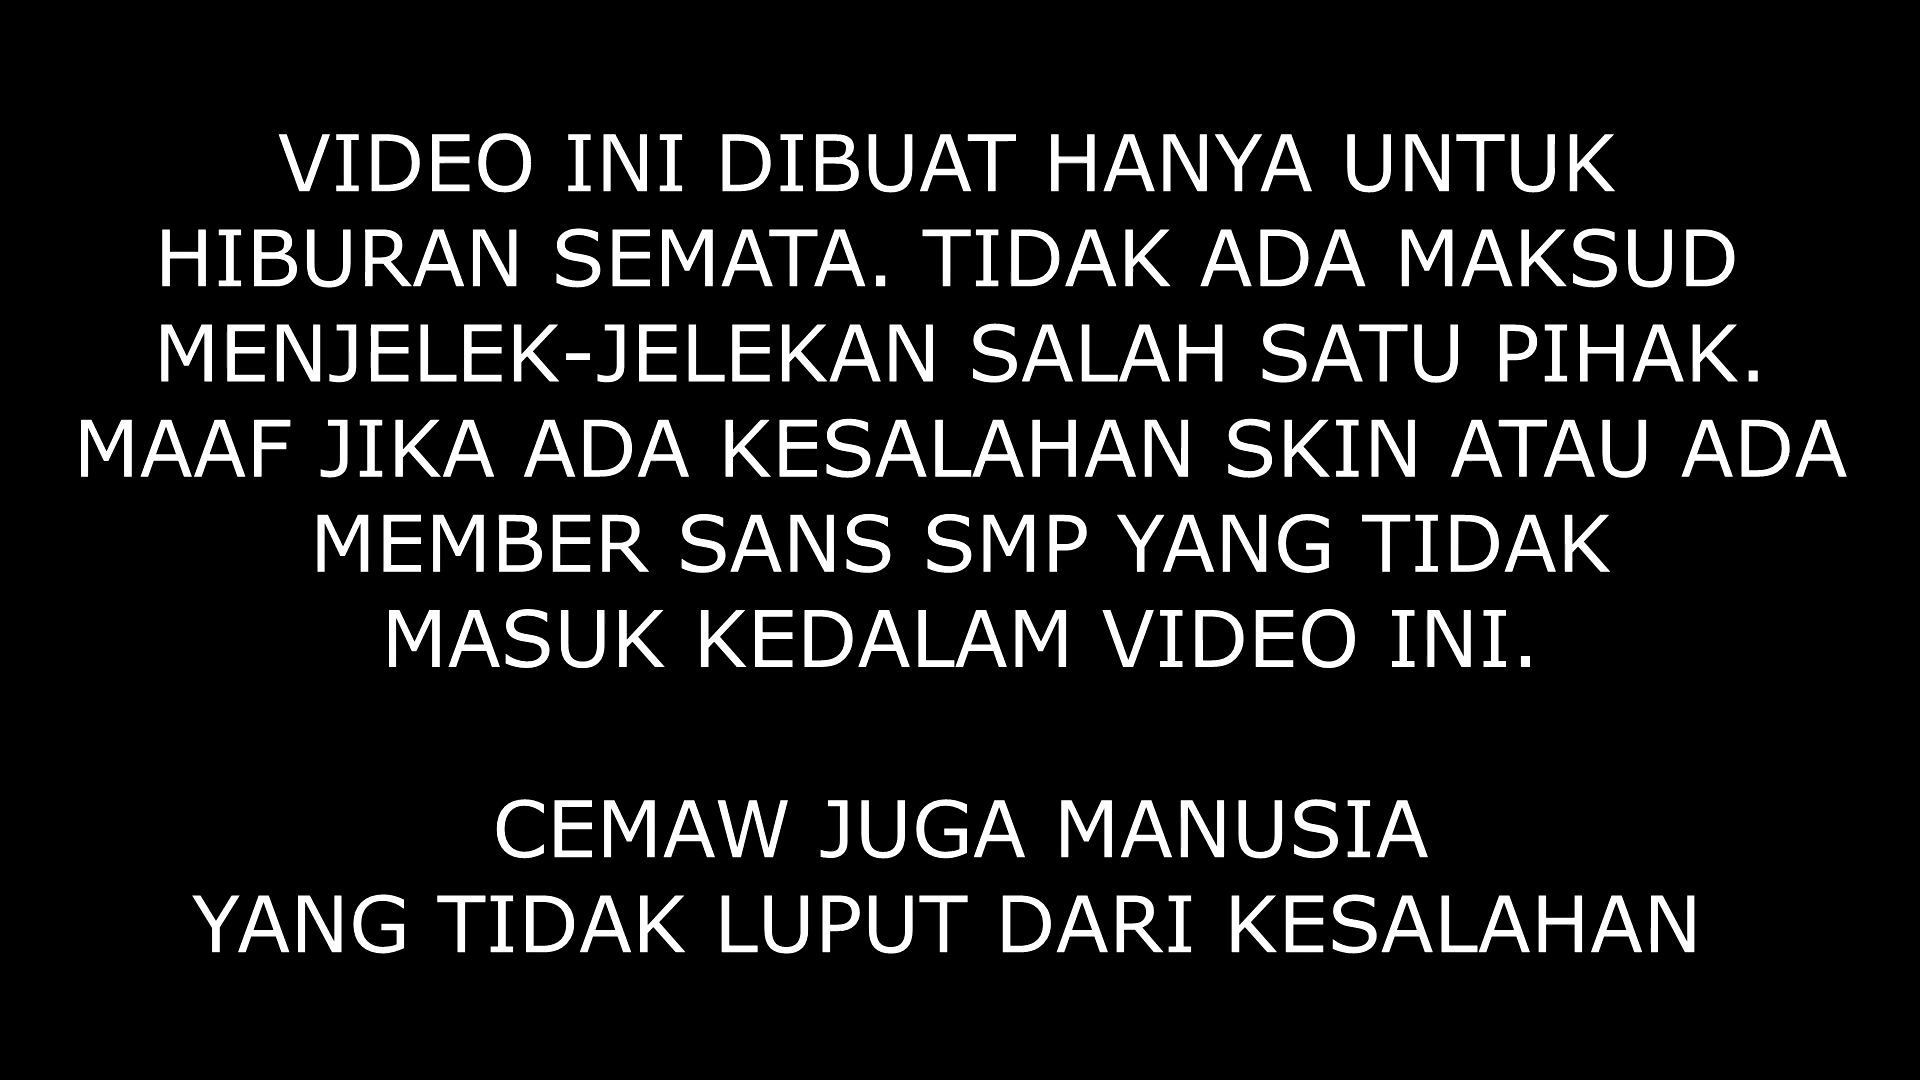 VIDEO INI DIBUAT HANYA UNTUK
HIBURAN SEMATA. TIDAK ADA MAKSUD
MENJELEK-JELEKAN SALAH SATU PIHAK.
MAAF JIKA ADA KESALAHAN SKIN ATAU ADA
MEMBER SANS SMP YANG TIDAK
MASUK KEDALAM VIDEO INI.
CEMAW JUGA MANUSIA
YANG TIDAK LUPUT DARI KESALAHAN